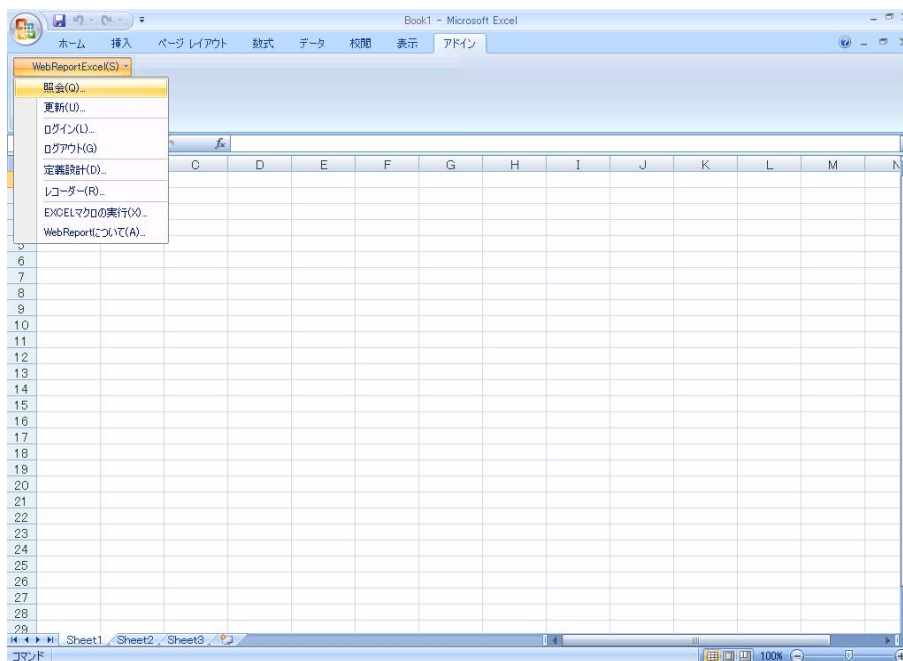 Book1 - Microsoft Excel
ホーム 挿入 ページ レイアウト 数式 データ 校閲 表示 アドイン
WebReportExcel(S)
照会(Q)...
更新(U)...
ログイン(L)...
ログアウト(G)
定義設計(D)...
レコーダー(R)...
EXCELマクロの実行(X)...
WebReportについて(A)...
fx
C D E F G H I J K L M N
5
6
7
8
9
10
11
12
13
14
15
16
17
18
19
20
21
22
23
24
25
26
27
28
29
Sheet1 Sheet2 Sheet3
コマンド 100%